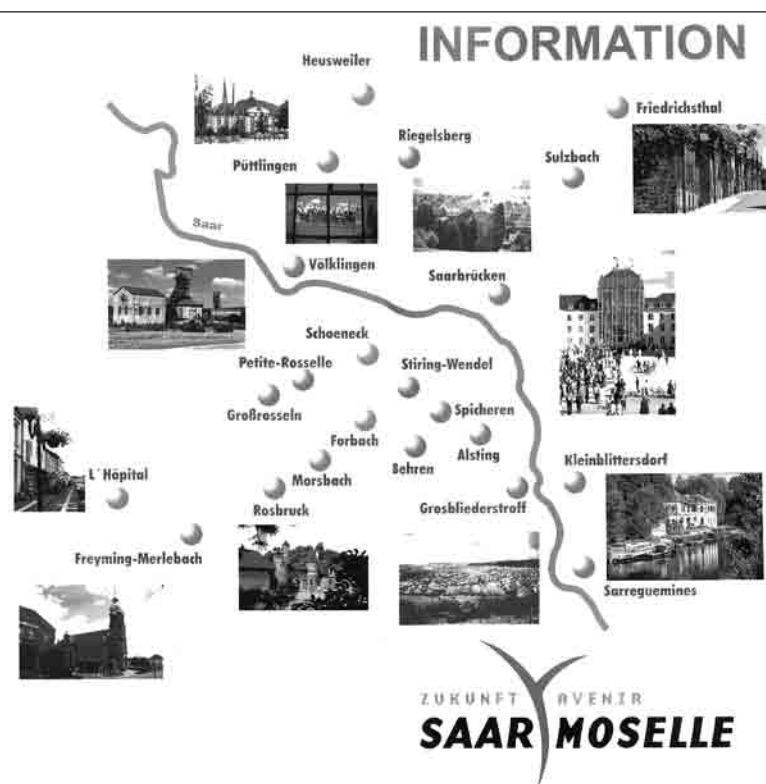 INFORMATION
Heusweiler
Friedrichsthal
Riegelsberg
Sulzbach
Püttlingen
Saar
Völklingen
Saarbrücken
Schoeneck
Petite-Rosselle
Stiring-Wendel
Großrosseln
Spicheren
Forbach
Alsting
Behren
Kleinblittersdorf
L´Hôpital
Morsbach
Rosbruck
Grosbliederstroff
Freyming-Merlebach
Sarreguemines
ZUKUNFT AVENIR
SAAR MOSELLE